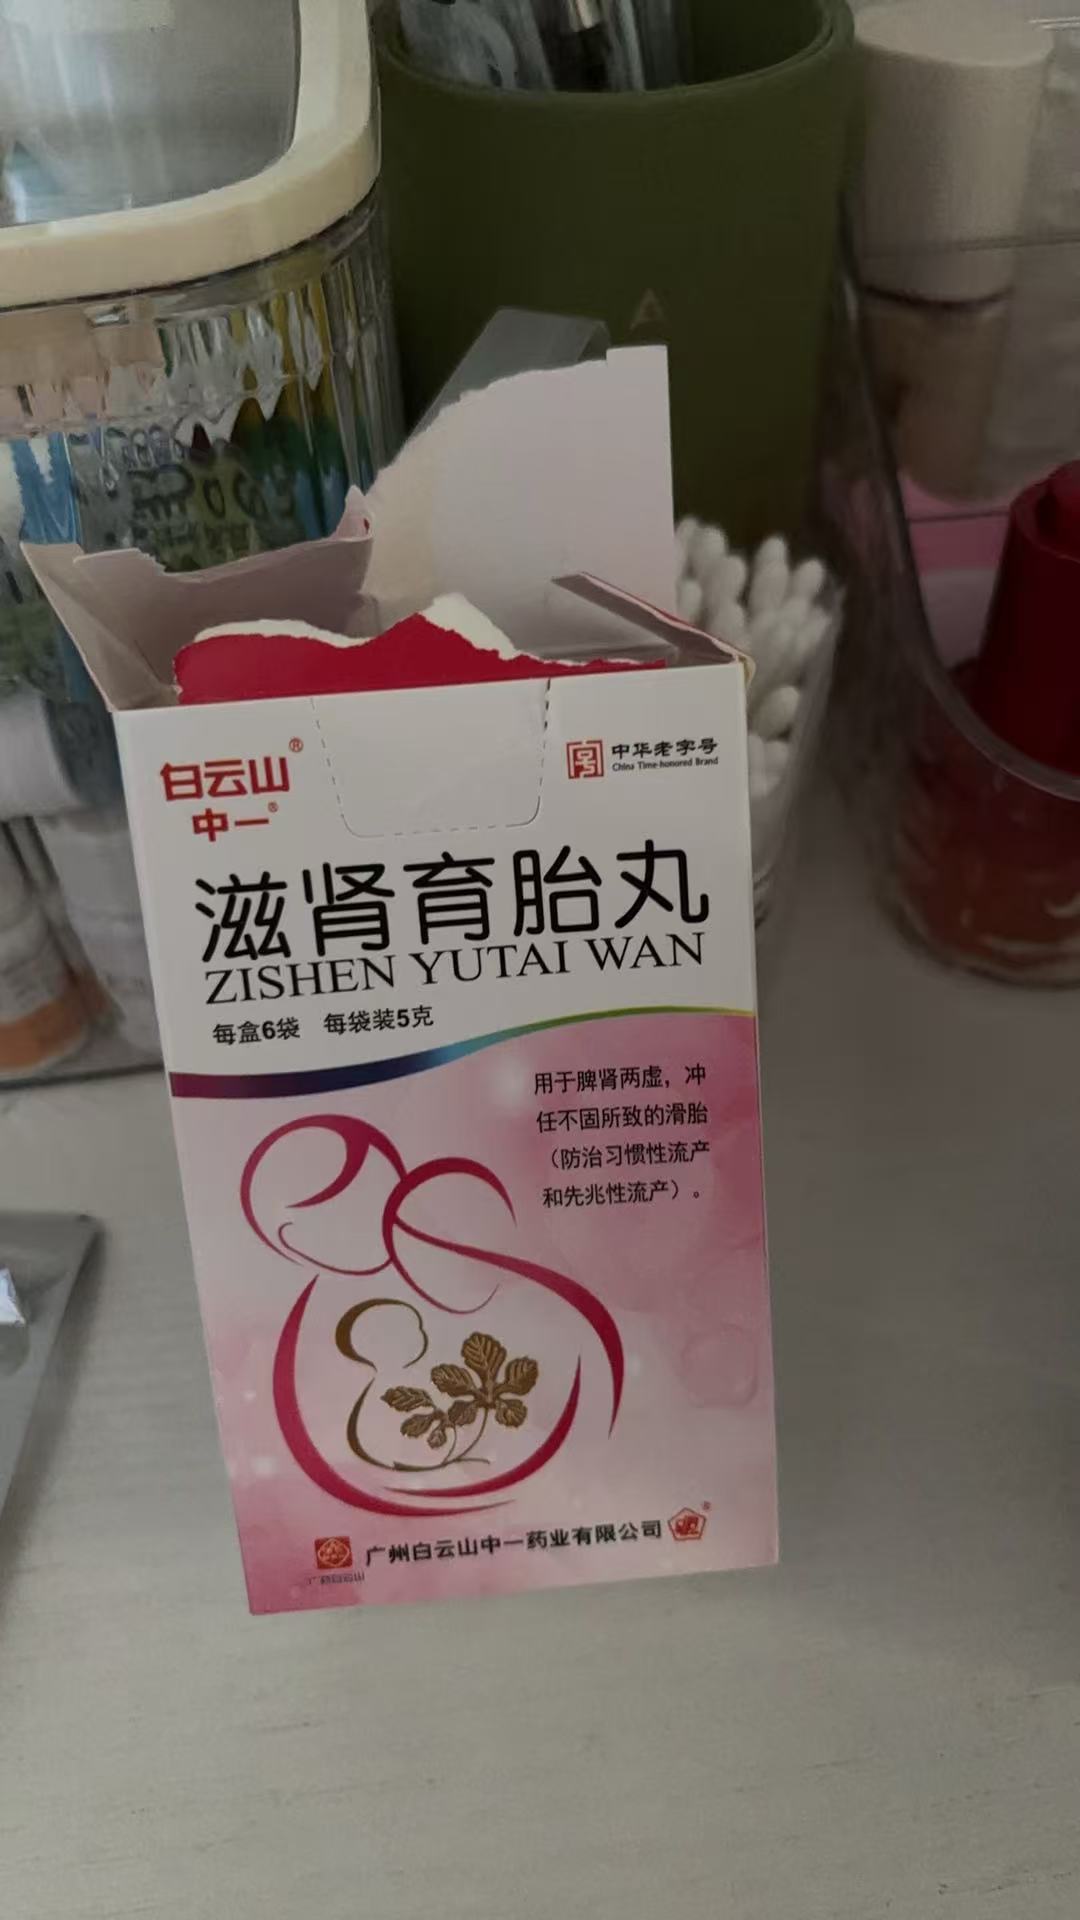 白云山®
中一®
中华老字号
China Time-honored Brand
滋肾育胎丸
ZISHEN YUTAI WAN
每盒6袋 每袋装5克
用于脾肾两虚，冲
任不固所致的滑胎
（防治习惯性流产
和先兆性流产）。
广州白云山中一药业有限公司